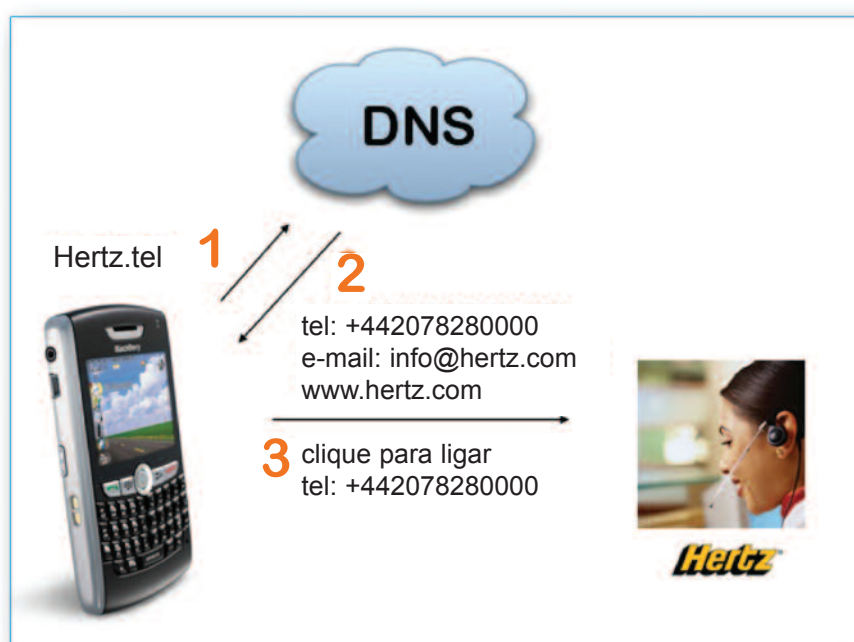 DNS
Hertz.tel
1
2
tel: +442078280000
e-mail: info@hertz.com
www.hertz.com
3
clique para ligar
tel: +442078280000
BlackBerry
Hertz